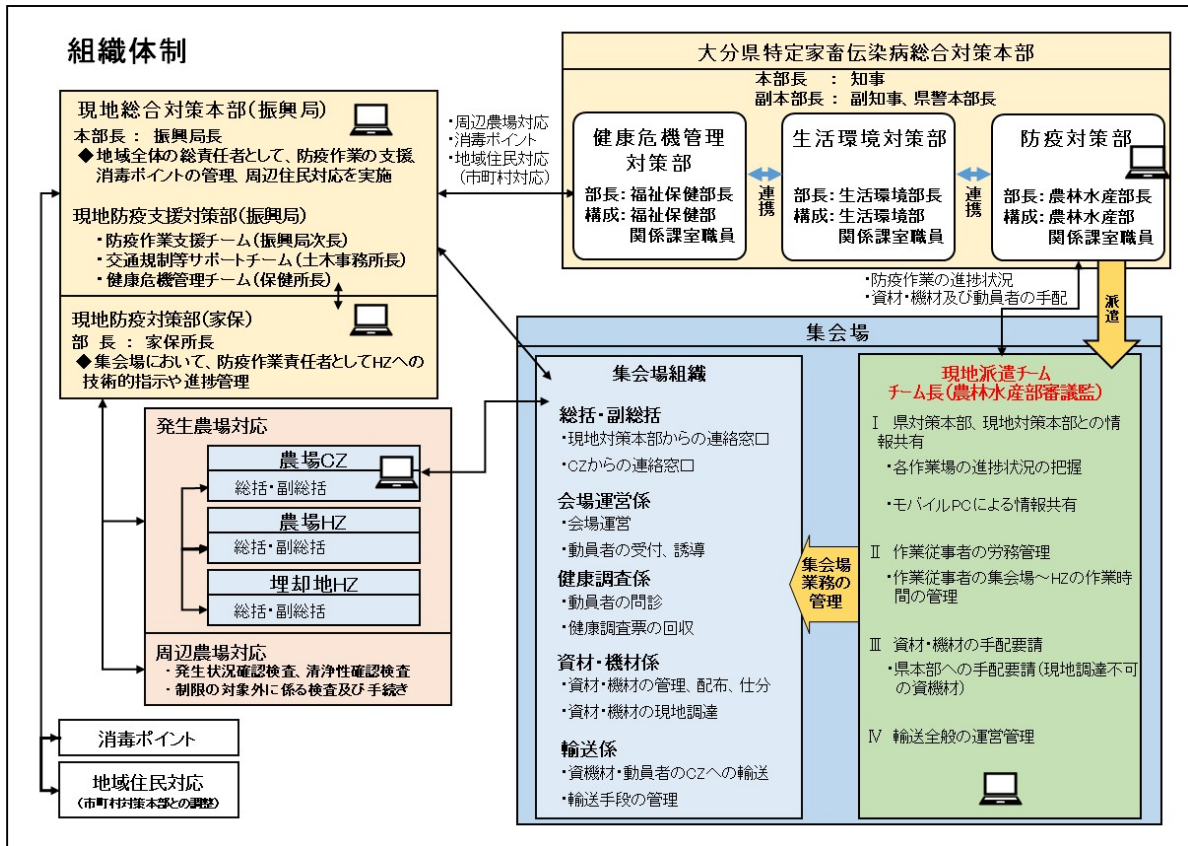 組織体制
大分県特定家畜伝染病総合対策本部
本部長 : 知事
副本部長 : 副知事、県警本部長
健康危機管理
対策部
部長:福祉保健部長
構成:福祉保健部
関係課室職員
連携
生活環境対策部
部長:生活環境部長
構成:生活環境部
関係課室職員
連携
防疫対策部
部長:農林水産部長
構成:農林水産部
関係課室職員
現地総合対策本部(振興局)
本部長 : 振興局長
◆地域全体の総責任者として、防疫作業の支援、
消毒ポイントの管理、周辺住民対応を実施
現地防疫支援対策部(振興局)
・防疫作業支援チーム(振興局次長)
・交通規制等サポートチーム(土木事務所長)
・健康危機管理チーム(保健所長)
現地防疫対策部(家保)
部 長 : 家保所長
◆集会場において、防疫作業責任者としてHZへの
技術的指示や進捗管理
・周辺農場対応
・消毒ポイント
・地域住民対応
(市町村対応)
・防疫作業の進捗状況
・資材・機材及び動員者の手配
派遣
発生農場対応
農場CZ
総括・副総括
農場HZ
総括・副総括
埋却地HZ
総括・副総括
周辺農場対応
・発生状況確認検査、清浄性確認検査
・制限の対象外に係る検査及び手続き
消毒ポイント
地域住民対応
(市町村対策本部との調整)
集会場
集会場組織
総括・副総括
・現地対策本部からの連絡窓口
・CZからの連絡窓口
会場運営係
・会場運営
・動員者の受付、誘導
健康調査係
・動員者の問診
・健康調査票の回収
資材・機材係
・資材・機材の管理、配布、仕分
・資材・機材の現地調達
輸送係
・資機材・動員者のCZへの輸送
・輸送手段の管理
集会場
業務の
管理
現地派遣チーム
チーム長(農林水産部審議監)
Ⅰ 県対策本部、現地対策本部との情
報共有
・各作業場の進捗状況の把握
・モバイルPCによる情報共有
Ⅱ 作業従事者の労務管理
・作業従事者の集会場~HZの作業時
間の管理
Ⅲ 資材・機材の手配要請
・県本部への手配要請(現地調達不可
の資機材)
Ⅳ 輸送全般の運営管理